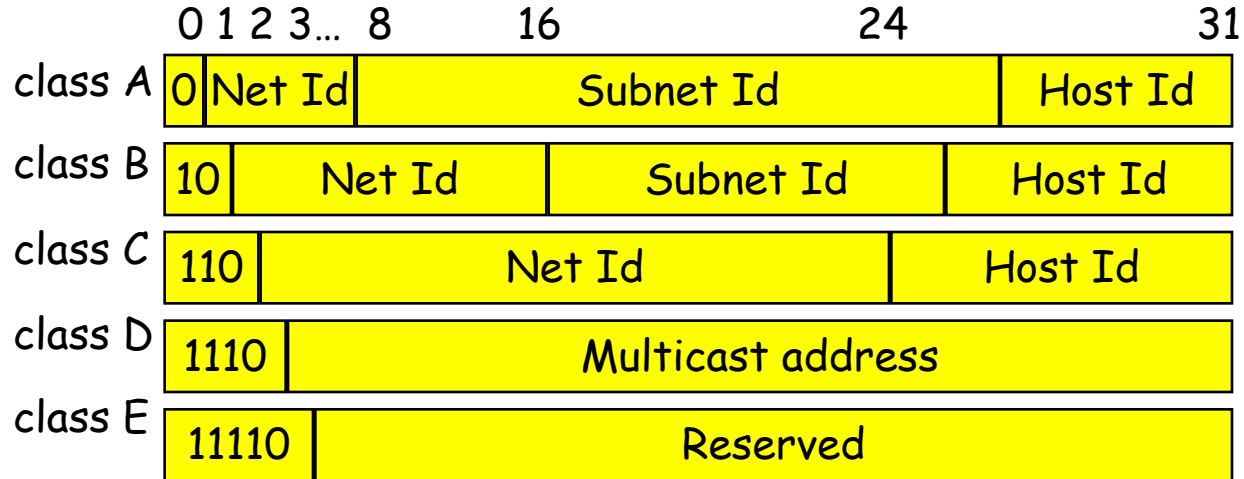 0 1 2 3... 8 16 24 31
class A 0 Net Id Subnet Id Host Id
class B 10 Net Id Subnet Id Host Id
class C 110 Net Id Host Id
class D 1110 Multicast address
class E 11110 Reserved